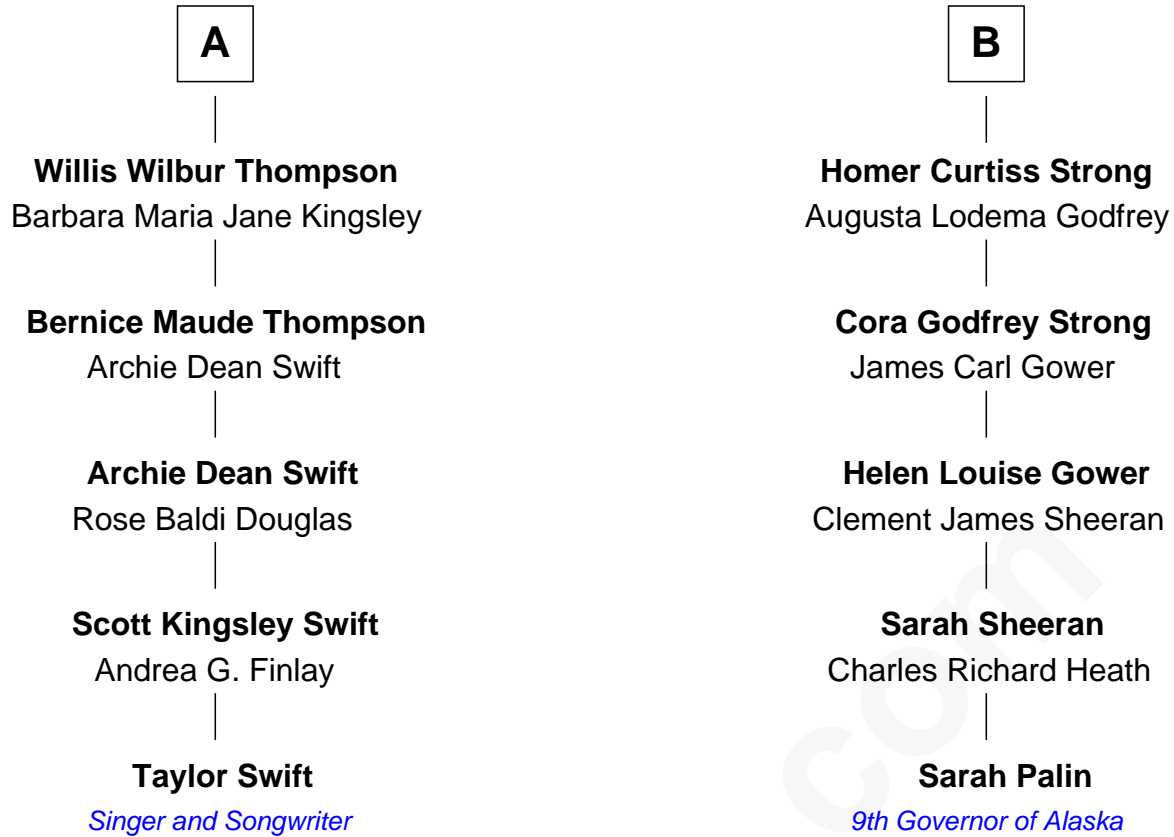 A
Willis Wilbur Thompson
Barbara Maria Jane Kingsley
Bernice Maude Thompson
Archie Dean Swift
Archie Dean Swift
Rose Baldi Douglas
Scott Kingsley Swift
Andrea G. Finlay
Taylor Swift
Singer and Songwriter
B
Homer Curtiss Strong
Augusta Lodema Godfrey
Cora Godfrey Strong
James Carl Gower
Helen Louise Gower
Clement James Sheeran
Sarah Sheeran
Charles Richard Heath
Sarah Palin
9th Governor of Alaska
com